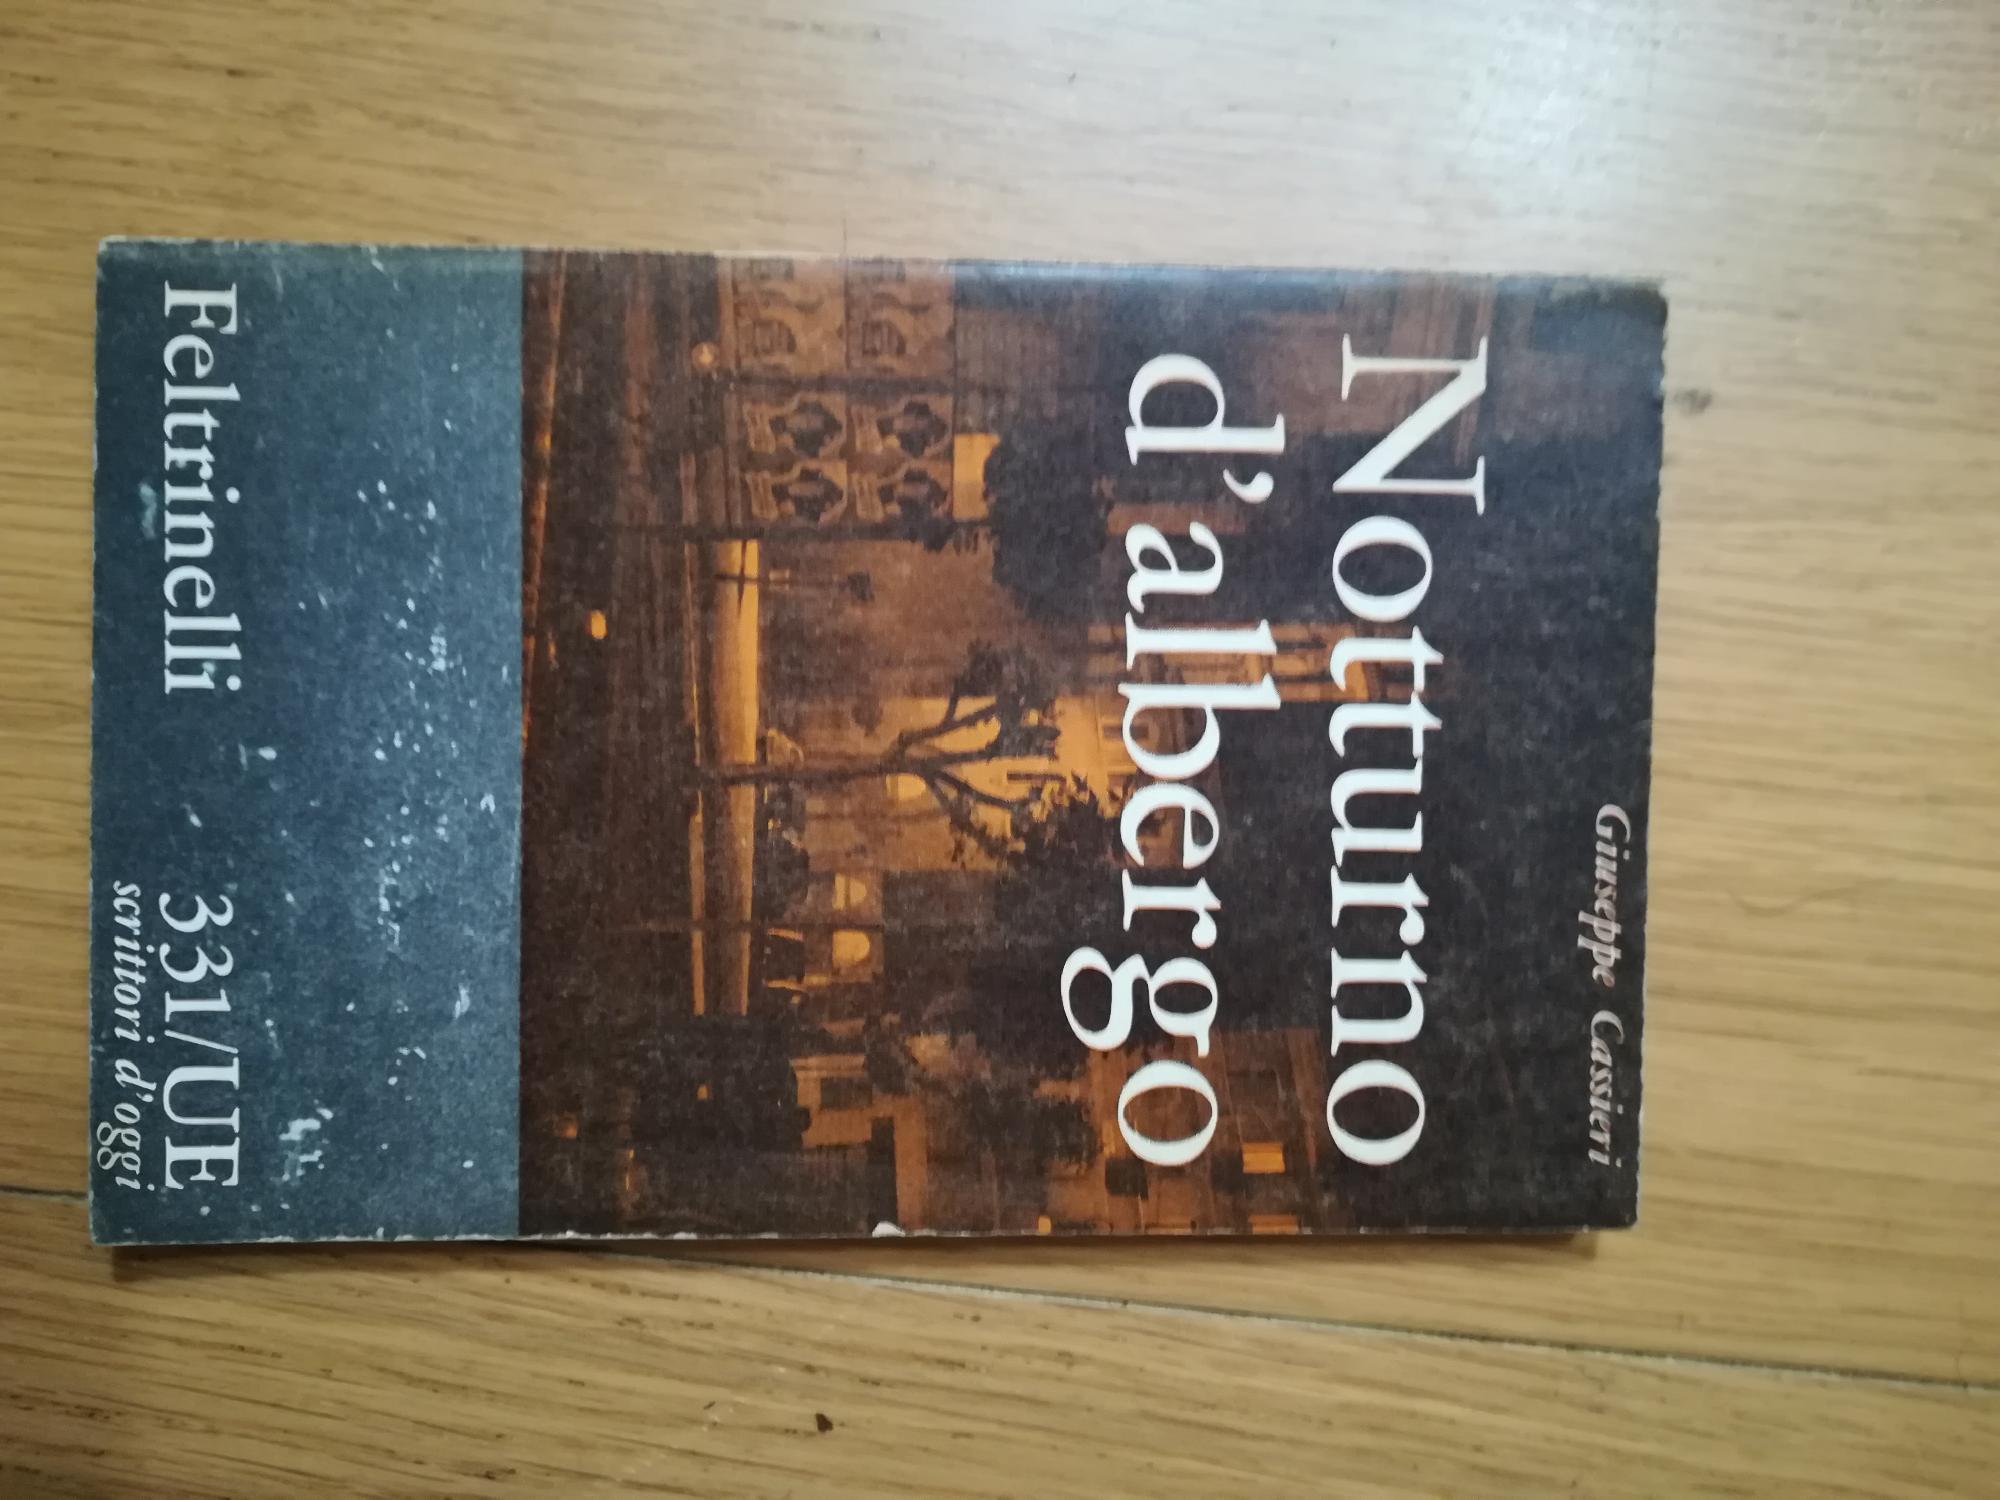 Giuseppe Cassieri
Notturno
d'albergo
Feltrinelli 331/UE
scrittori d'oggi